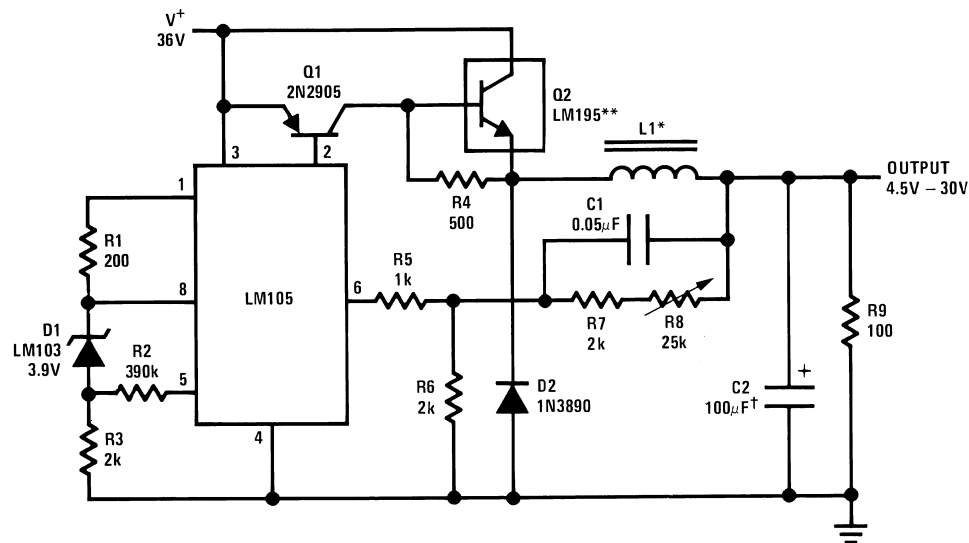 V+
36V
Q1
2N2905
Q2
LM195**
L1*
OUTPUT
4.5V – 30V
3
2
1
R4
500
C1
0.05μF
R1
200
8
LM105
6
R5
1k
R7
2k
R8
25k
R9
100
D1
LM103
3.9V
R2
390k
5
R6
2k
D2
1N3890
+
C2
100μF†
R3
2k
4